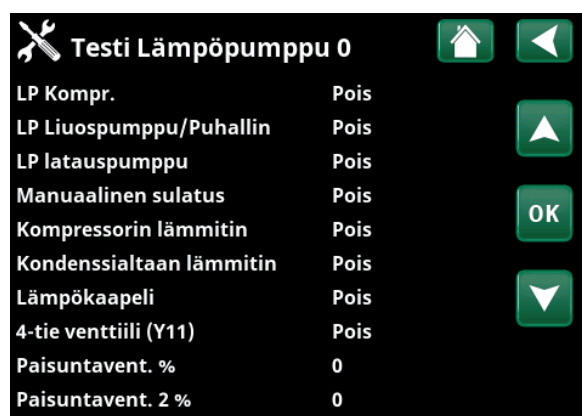 Testi Lämpöpumppu 0
LP Kompr. Pois
LP Liuospumppu/Puhallin Pois
LP latauspumppu Pois
Manuaalinen sulatus Pois
Kompressorin lämmitin Pois
OK
Kondenssialtaan lämmitin Pois
Lämpökaapeli Pois
4-tie venttiili (Y11) Pois
Paisuntavent. % 0
Paisuntavent. 2 % 0